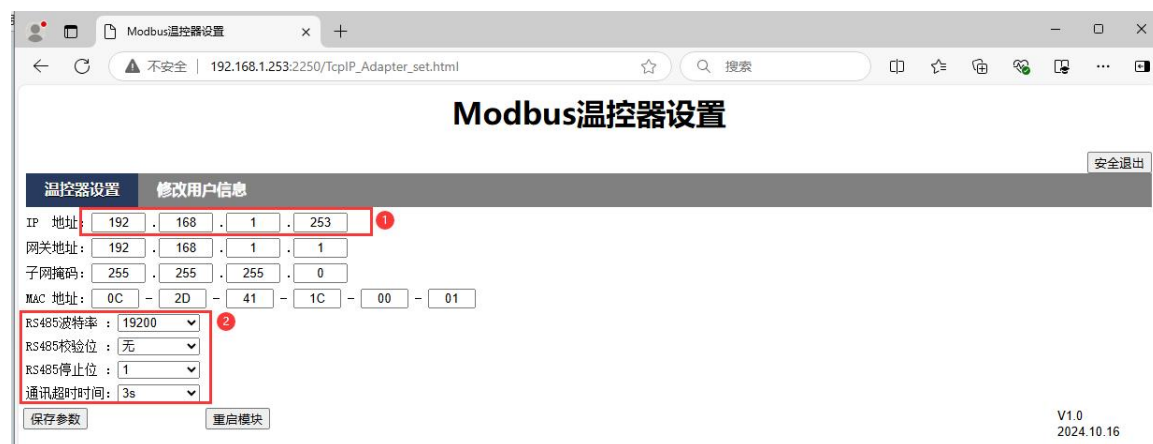 Modbus温控器设置
不安全 | 192.168.1.253:2250/TcpIP_Adapter_set.html 搜索
Modbus温控器设置
安全退出
温控器设置 修改用户信息
IP 地址: 192 . 168 . 1 . 253 1
网关地址: 192 . 168 . 1 . 1
子网掩码: 255 . 255 . 255 . 0
MAC 地址: 0C - 2D - 41 - 1C - 00 - 01
RS485波特率 : 19200 2
RS485校验位 : 无
RS485停止位 : 1
通讯超时时间: 3s
保存参数 重启模块
V1.0
2024.10.16